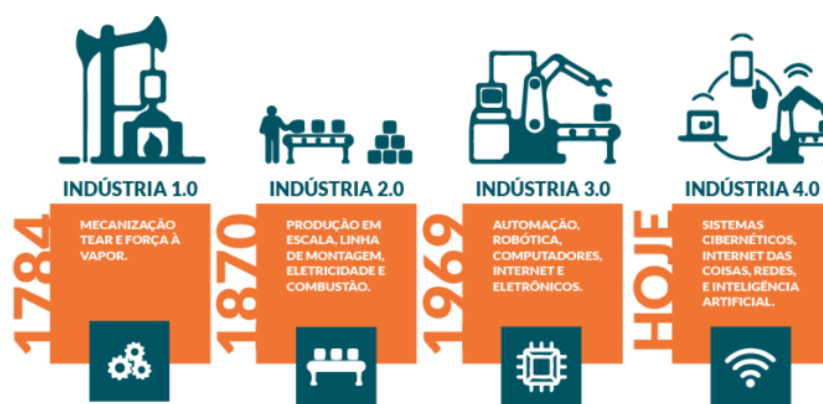 INDÚSTRIA 1.0
1784
MECANIZAÇÃO
TEAR E FORÇA À
VAPOR.
INDÚSTRIA 2.0
1870
PRODUÇÃO EM
ESCALA, LINHA
DE MONTAGEM,
ELETRICIDADE E
COMBUSTÃO.
INDÚSTRIA 3.0
1969
AUTOMAÇÃO,
ROBÓTICA,
COMPUTADORES,
INTERNET E
ELETRÔNICOS.
INDÚSTRIA 4.0
HOJE
SISTEMAS
CIBERNÉTICOS,
INTERNET DAS
COISAS, REDES,
E INTELIGÊNCIA
ARTIFICIAL.